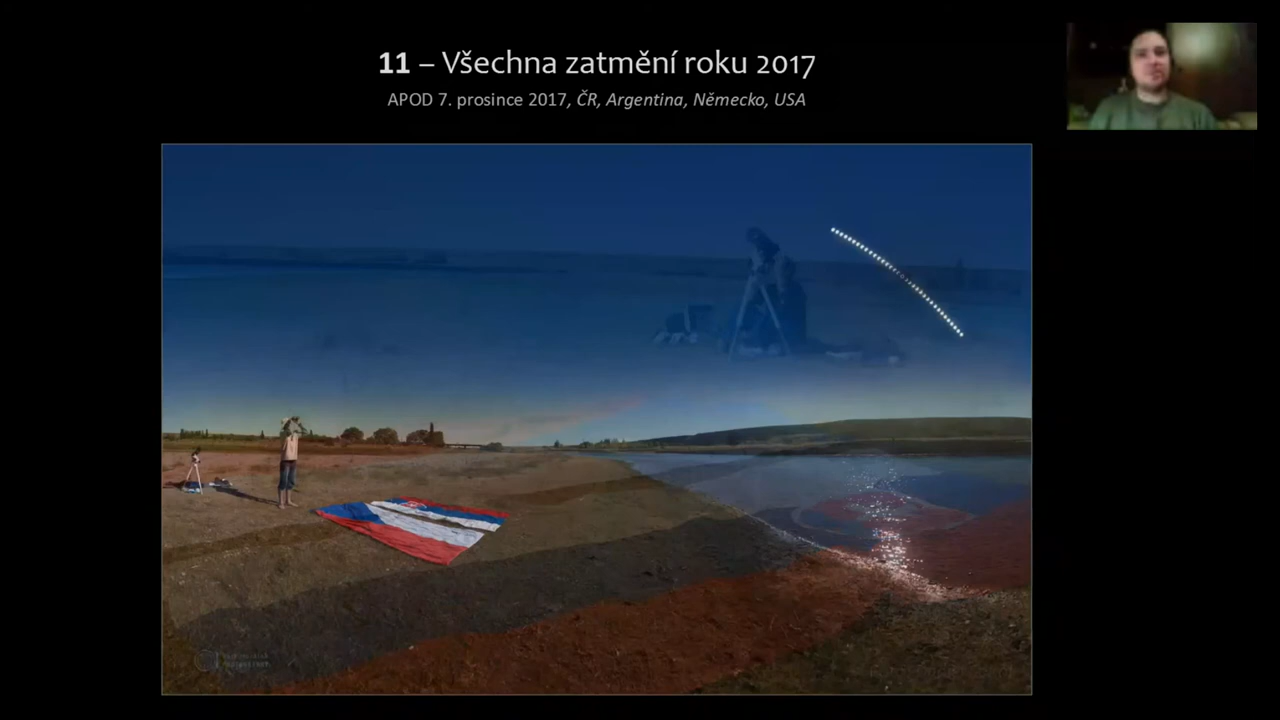 11 – Všechna zatmění roku 2017
APOD 7. prosince 2017, ČR, Argentina, Německo, USA